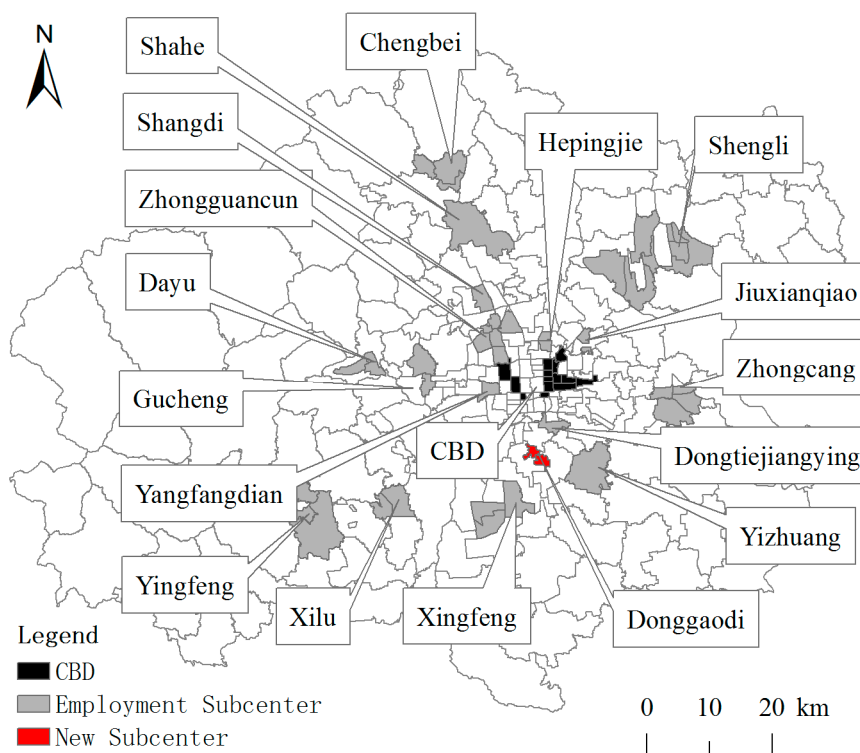 N
Shahe
Chengbei
Shangdi
Hepingjie
Shengli
Zhongguancun
Dayu
Jiuxianqiao
Zhongcang
Gucheng
CBD
Dongtiejiangying
Yangfangdian
Yizhuang
Yingfeng
Xilu
Xingfeng
Donggaodi
Legend
CBD
Employment Subcenter
New Subcenter
0 10 20 km